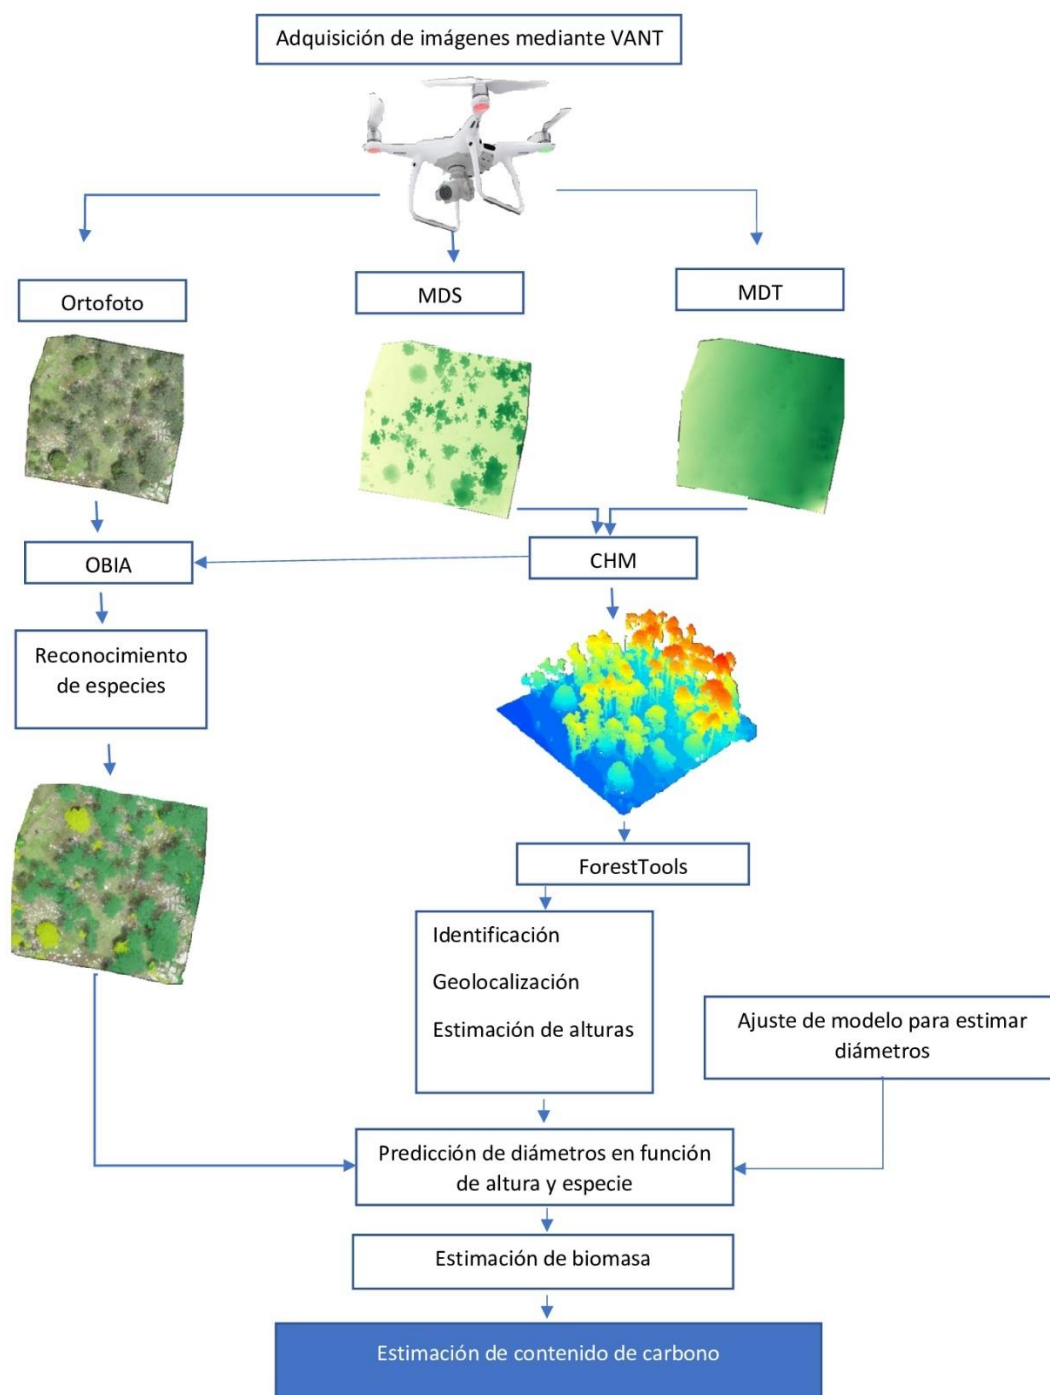 Adquisición de imágenes mediante VANT
Ortofoto
MDS
MDT
OBIA
CHM
Reconocimiento
de especies
ForestTools
Identificación
Geolocalización
Estimación de alturas
Ajuste de modelo para estimar
diámetros
Predicción de diámetros en función
de altura y especie
Estimación de biomasa
Estimación de contenido de carbono